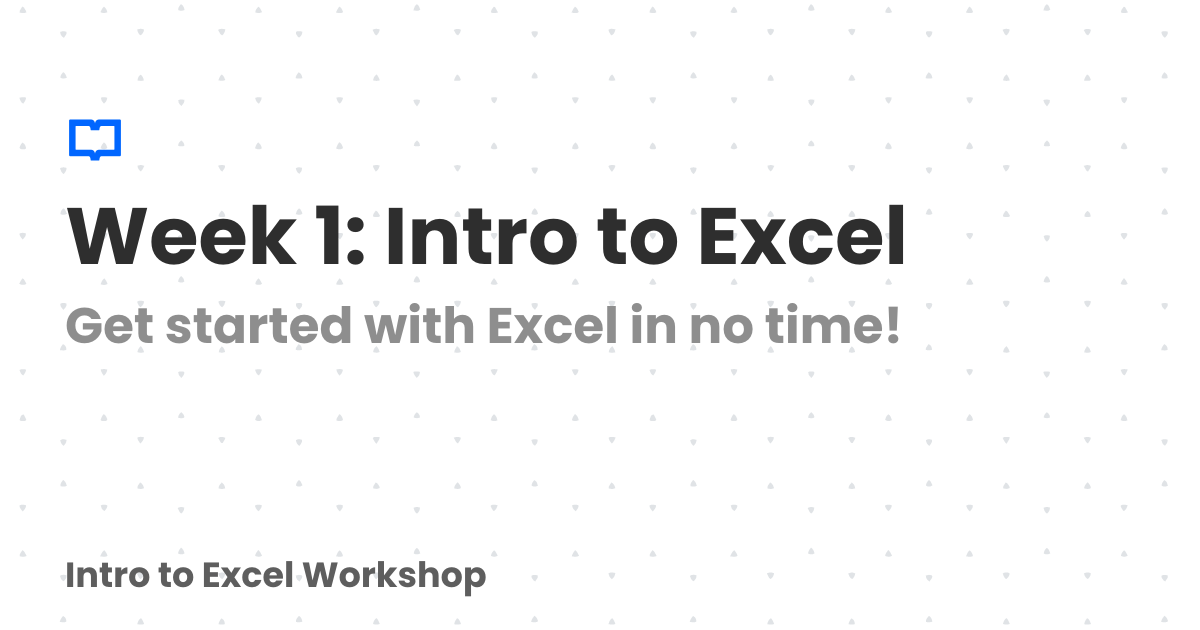 Week 1: Intro to Excel
Get started with Excel in no time!
Intro to Excel Workshop